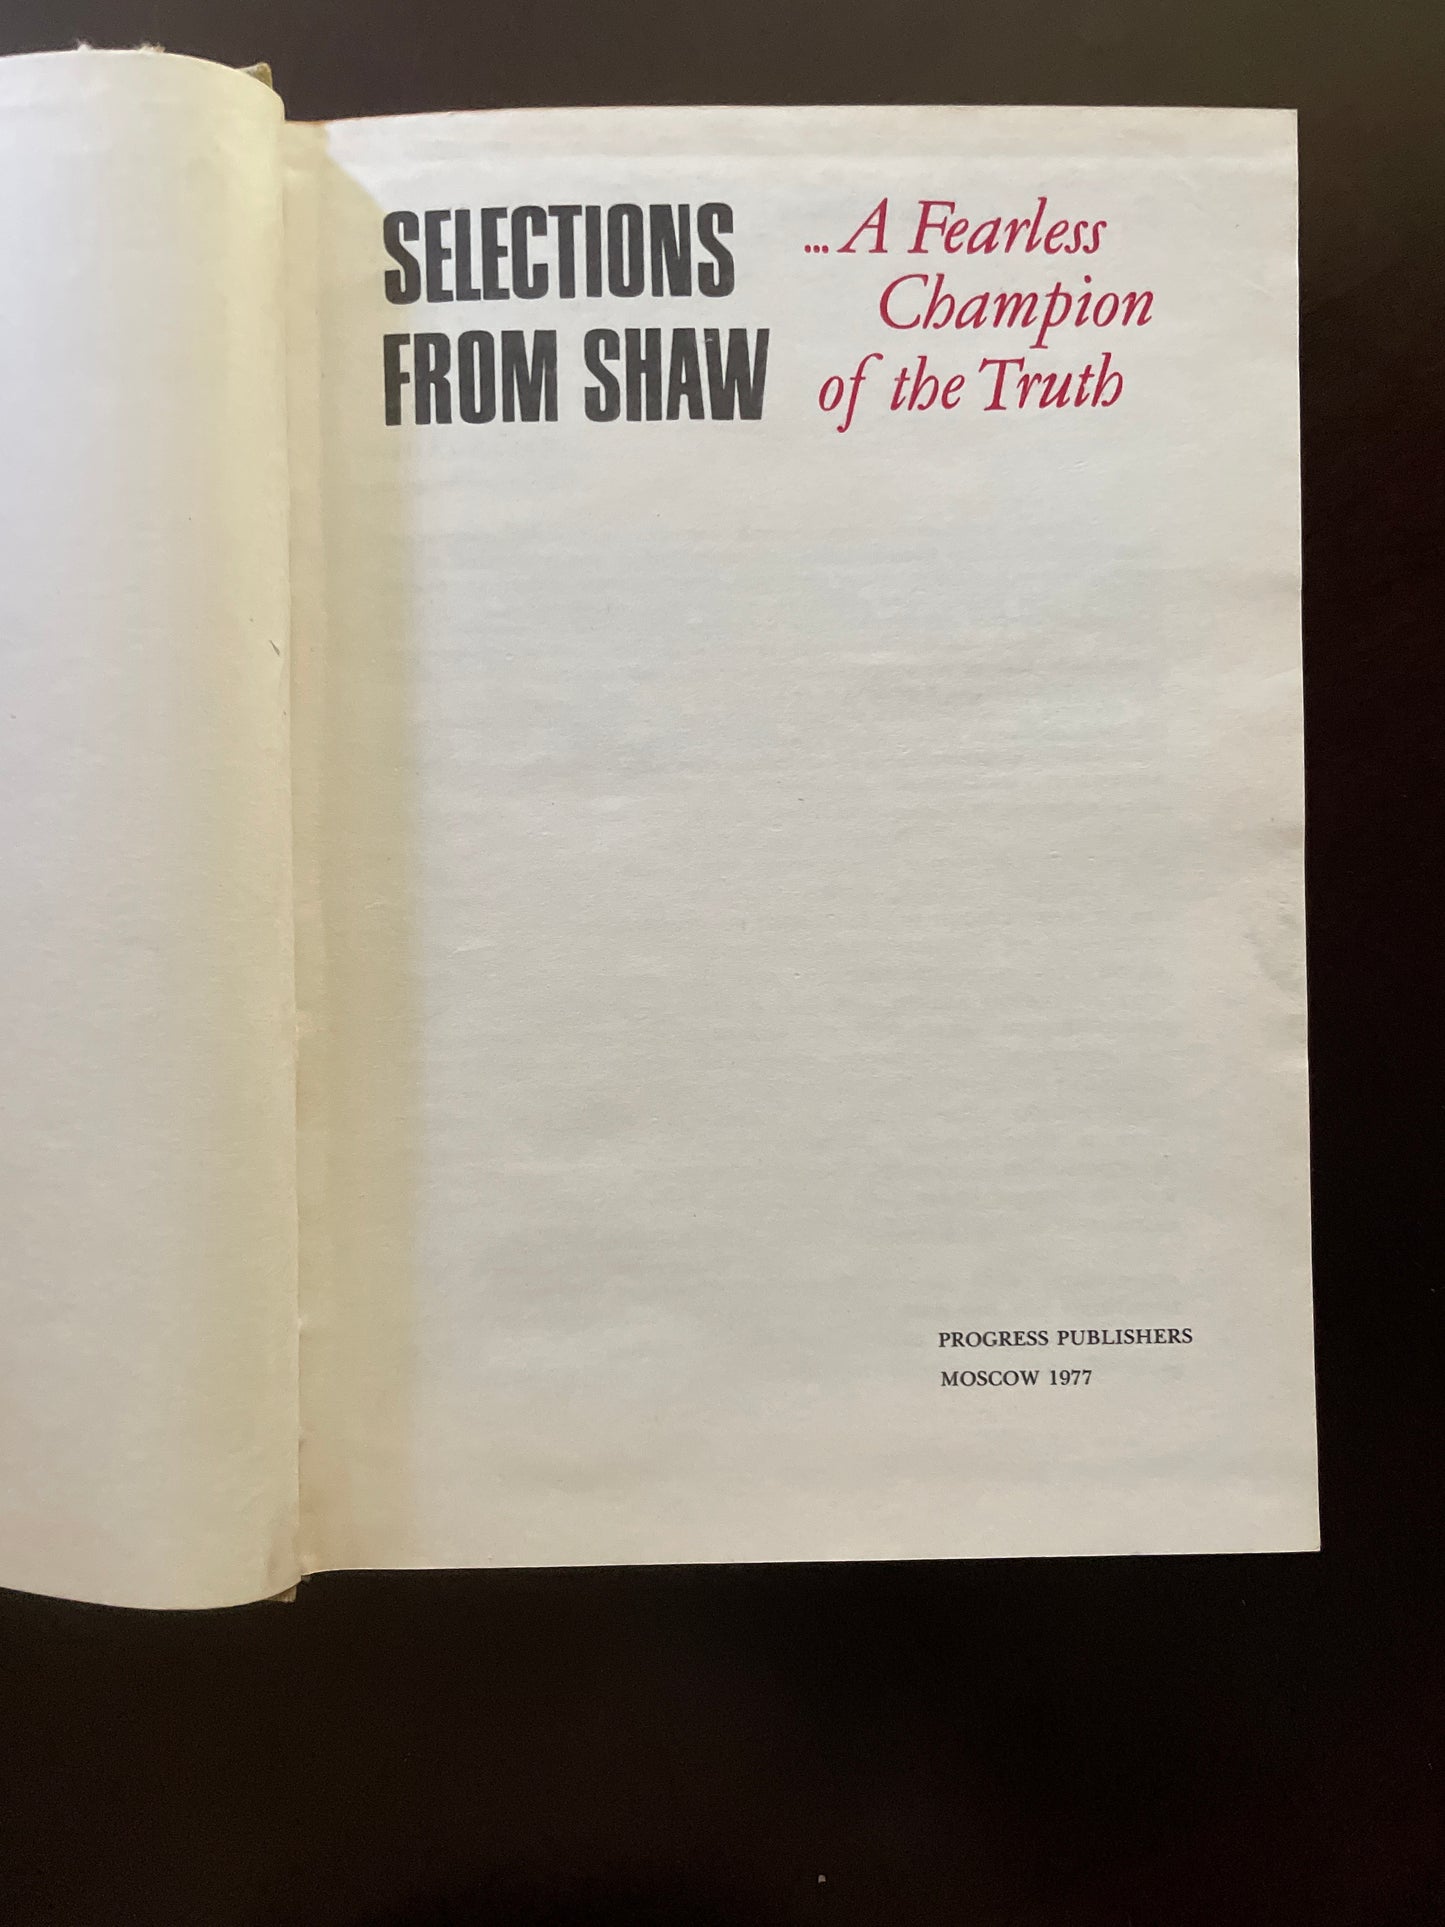 SELECTIONS
FROM SHAW
... A Fearless
Champion
of the Truth
PROGRESS PUBLISHERS
MOSCOW 1977